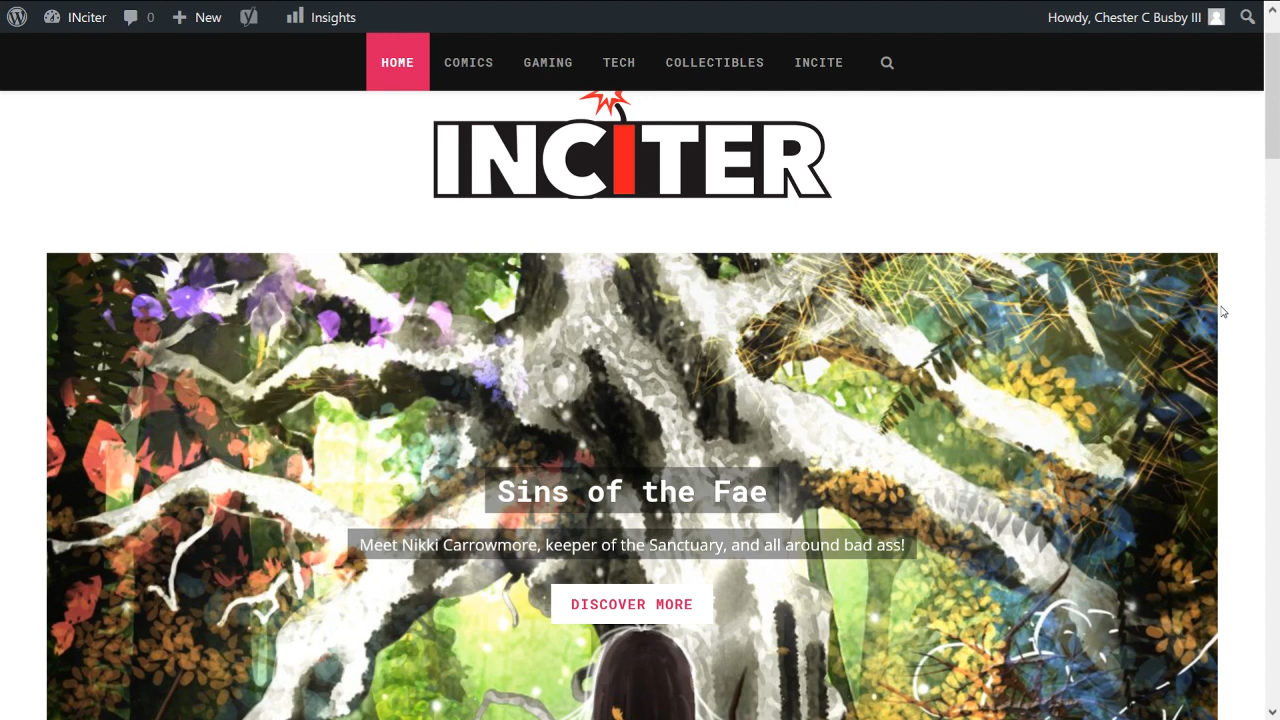 INciter 0 New Insights Howdy, Chester C Busby III
HOME COMICS GAMING TECH COLLECTIBLES INCITE
INCITER
Sins of the Fae
Meet Nikki Carrowmore, keeper of the Sanctuary, and all around bad ass!
DISCOVER MORE